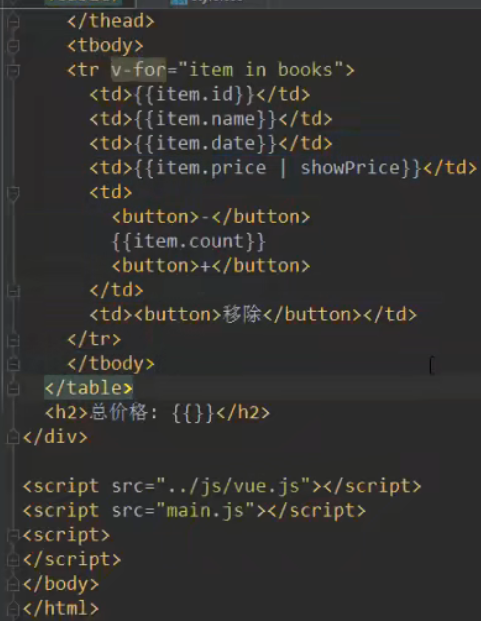 </thead>
<tbody>
<tr v-for="item in books">
<td>{{item.id}}</td>
<td>{{item.name}}</td>
<td>{{item.date}}</td>
<td>{{item.price | showPrice}}</td>
<td>
<button>-</button>
{{item.count}}
<button>+</button>
</td>
<td><button>移除</button></td>
</tr>
</tbody>
</table>
<h2>总价格: {{}}</h2>
</div>
<script src="../js/vue.js"></script>
<script src="main.js"></script>
<script>
</script>
</body>
</html>